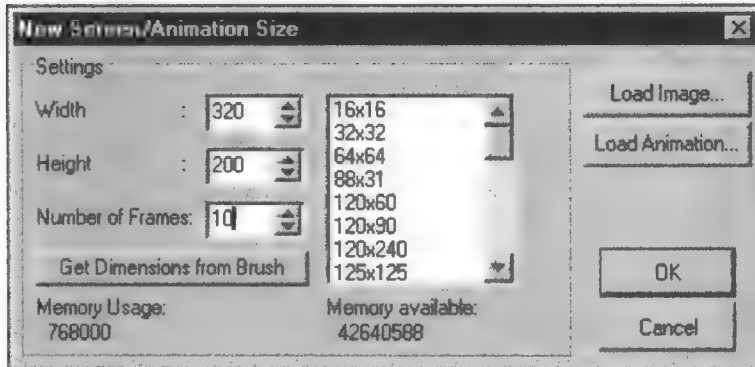 New Screen/Animation Size
Settings
Width : 320
Height : 200
Number of Frames: 10
Get Dimensions from Brush
Memory Usage:
768000
16x16
32x32
64x64
88x31
120x60
120x90
120x240
125x125
Memory available:
42640588
Load Image...
Load Animation...
OK
Cancel